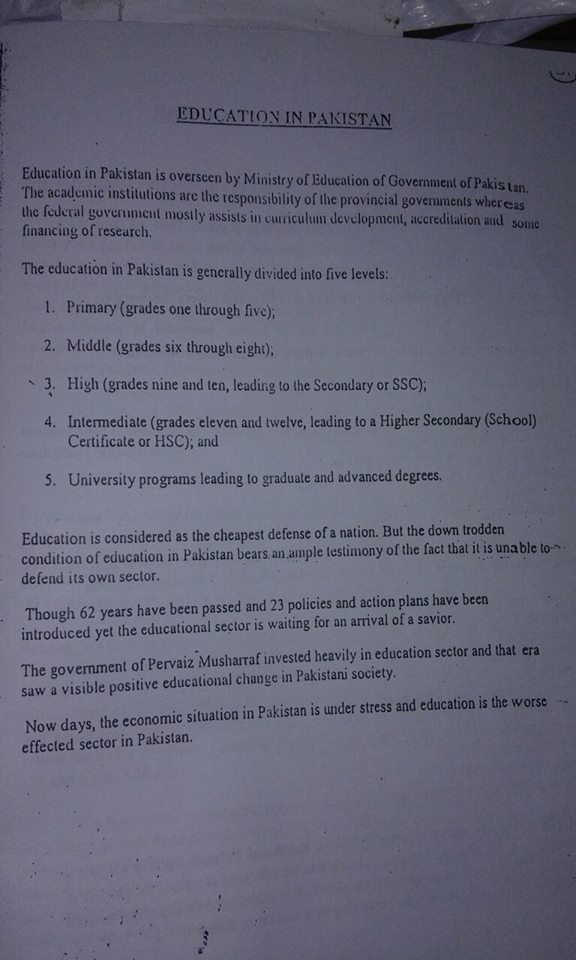 EDUCATION IN PAKISTAN
Education in Pakistan is overseen by Ministry of Education of Government of Pakistan.
The academic institutions are the responsibility of the provincial governments whereas
the federal government mostly assists in curriculum development, accreditation and some
financing of research.
The education in Pakistan is generally divided into five levels:
1. Primary (grades one through five);
2. Middle (grades six through eight);
3. High (grades nine and ten, leading to the Secondary or SSC);
4. Intermediate (grades eleven and twelve, leading to a Higher Secondary (School)
Certificate or HSC); and
5. University programs leading to graduate and advanced degrees.
Education is considered as the cheapest defense of a nation. But the down trodden
condition of education in Pakistan bears an ample testimony of the fact that it is unable to
defend its own sector.
Though 62 years have been passed and 23 policies and action plans have been
introduced yet the educational sector is waiting for an arrival of a savior.
The government of Pervaiz Musharraf invested heavily in education sector and that era
saw a visible positive educational change in Pakistani society.
Now days, the economic situation in Pakistan is under stress and education is the worse
effected sector in Pakistan.